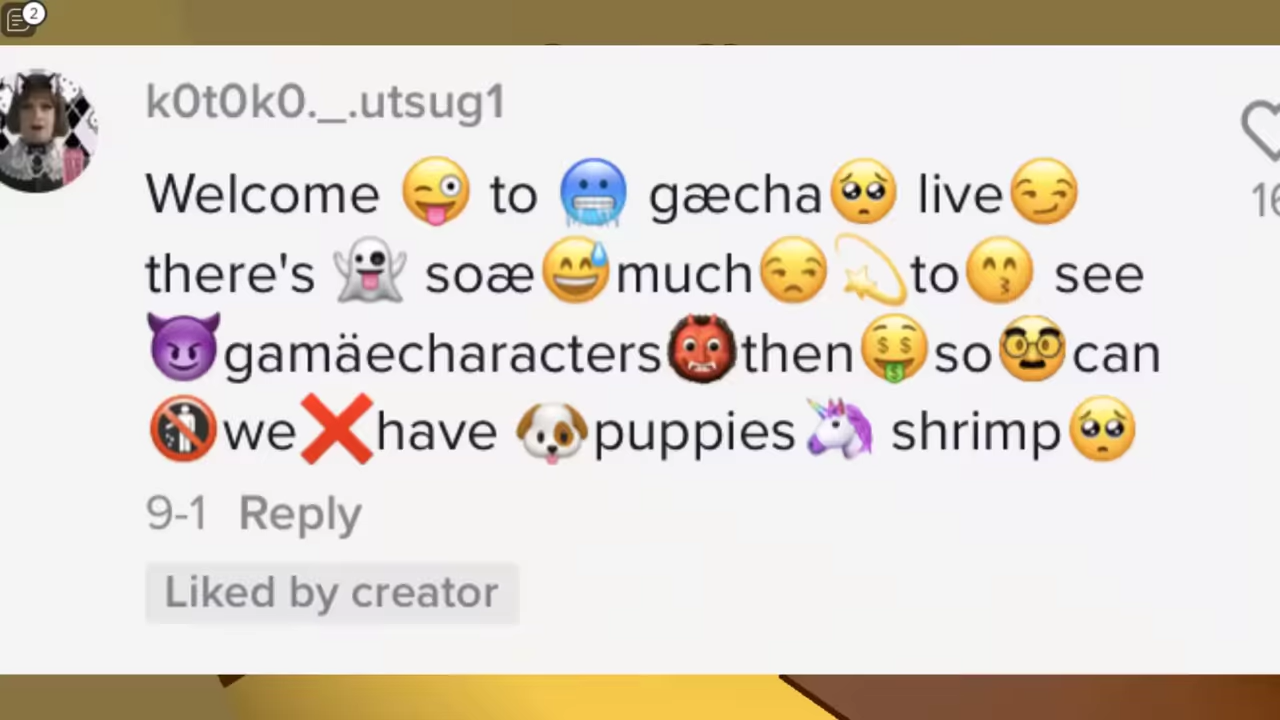 2
k0t0k0._.utsug1
Welcome 😜 to 🥶 gæcha🥺 live😏
there's 👻 soæ😅much😒💫to😙 see
😈gamäecharacters👹then🤑so🥸can
🚯we❌have 🐶puppies🦄 shrimp🥺
9-1 Reply
Liked by creator